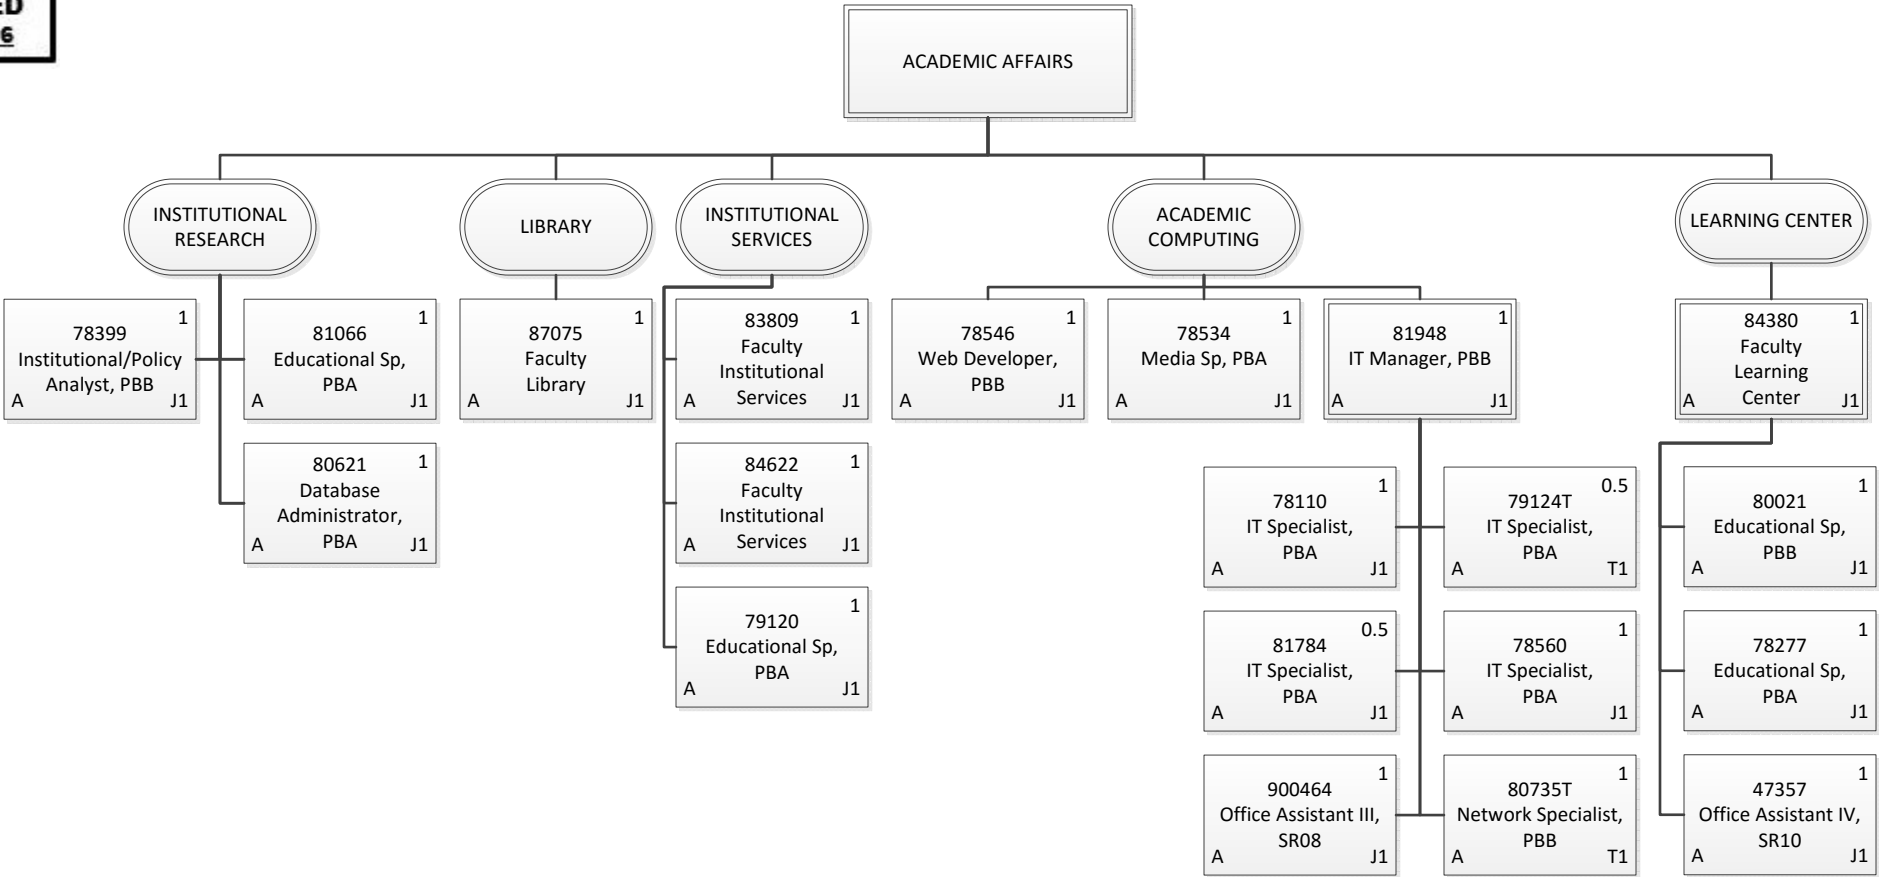 ED
6
ACADEMIC AFFAIRS
INSTITUTIONAL
RESEARCH
LIBRARY
INSTITUTIONAL
SERVICES
ACADEMIC
COMPUTING
LEARNING CENTER
1
78399
Institutional/Policy
Analyst, PBB
A J1
1
81066
Educational Sp,
PBA
A J1
1
80621
Database
Administrator,
PBA
A J1
1
87075
Faculty
Library
A J1
1
83809
Faculty
Institutional
Services
A J1
1
84622
Faculty
Institutional
Services
A J1
1
79120
Educational Sp,
PBA
A J1
1
78546
Web Developer,
PBB
A J1
1
78534
Media Sp, PBA
A J1
1
81948
IT Manager, PBB
A J1
1
78110
IT Specialist,
PBA
A J1
0.5
79124T
IT Specialist,
PBA
A T1
0.5
81784
IT Specialist,
PBA
A J1
1
78560
IT Specialist,
PBA
A J1
1
900464
Office Assistant III,
SR08
A J1
1
80735T
Network Specialist,
PBB
A T1
1
84380
Faculty
Learning
Center
A J1
1
80021
Educational Sp,
PBB
A J1
1
78277
Educational Sp,
PBA
A J1
1
47357
Office Assistant IV,
SR10
A J1